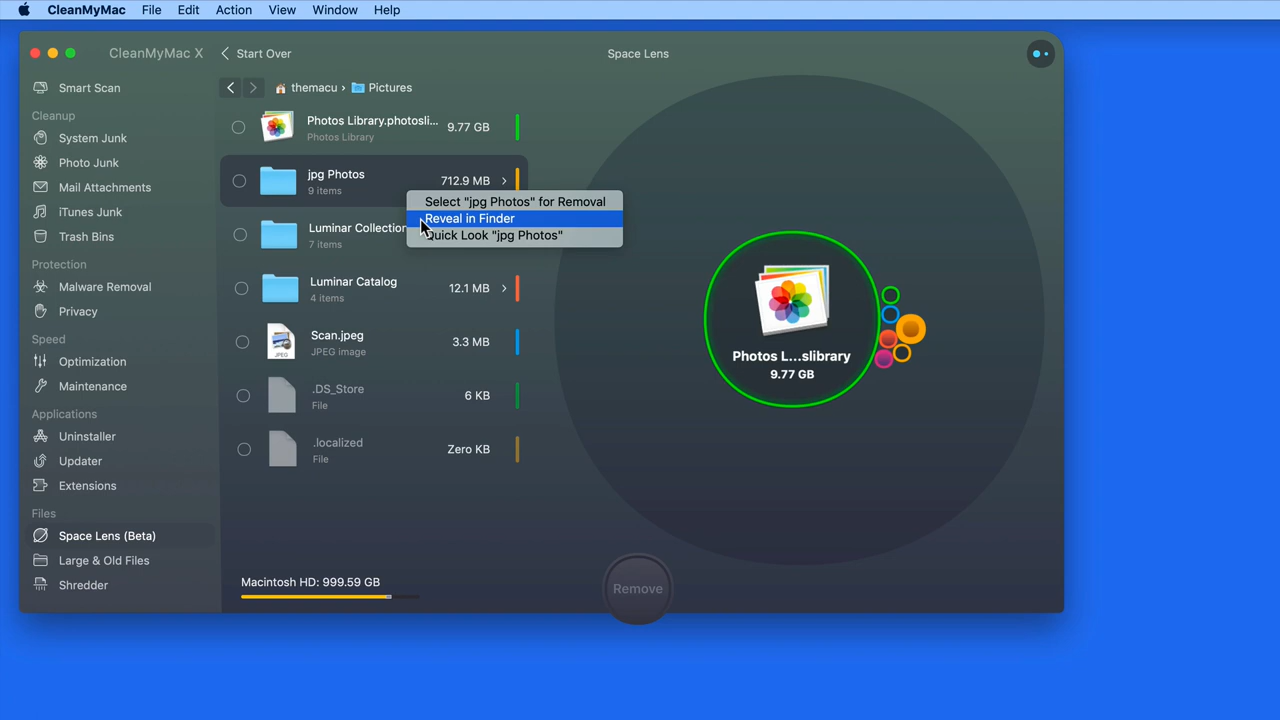 CleanMyMac File Edit Action View Window Help
CleanMyMac X
Start Over
Space Lens
Smart Scan
Cleanup
System Junk
Photo Junk
Mail Attachments
iTunes Junk
Trash Bins
Protection
Malware Removal
Privacy
Speed
Optimization
Maintenance
Applications
Uninstaller
Updater
Extensions
Files
Space Lens (Beta)
Large & Old Files
Shredder
themacu › Pictures
Photos Library.photosli... 9.77 GB
Photos Library
jpg Photos 712.9 MB
9 items
Select "jpg Photos" for Removal
Reveal in Finder
Quick Look "jpg Photos"
Luminar Collection
7 items
Luminar Catalog 12.1 MB
4 items
Scan.jpeg 3.3 MB
JPEG
JPEG image
.DS_Store 6 KB
File
.localized Zero KB
File
Macintosh HD: 999.59 GB
Remove
Photos L...slibrary
9.77 GB